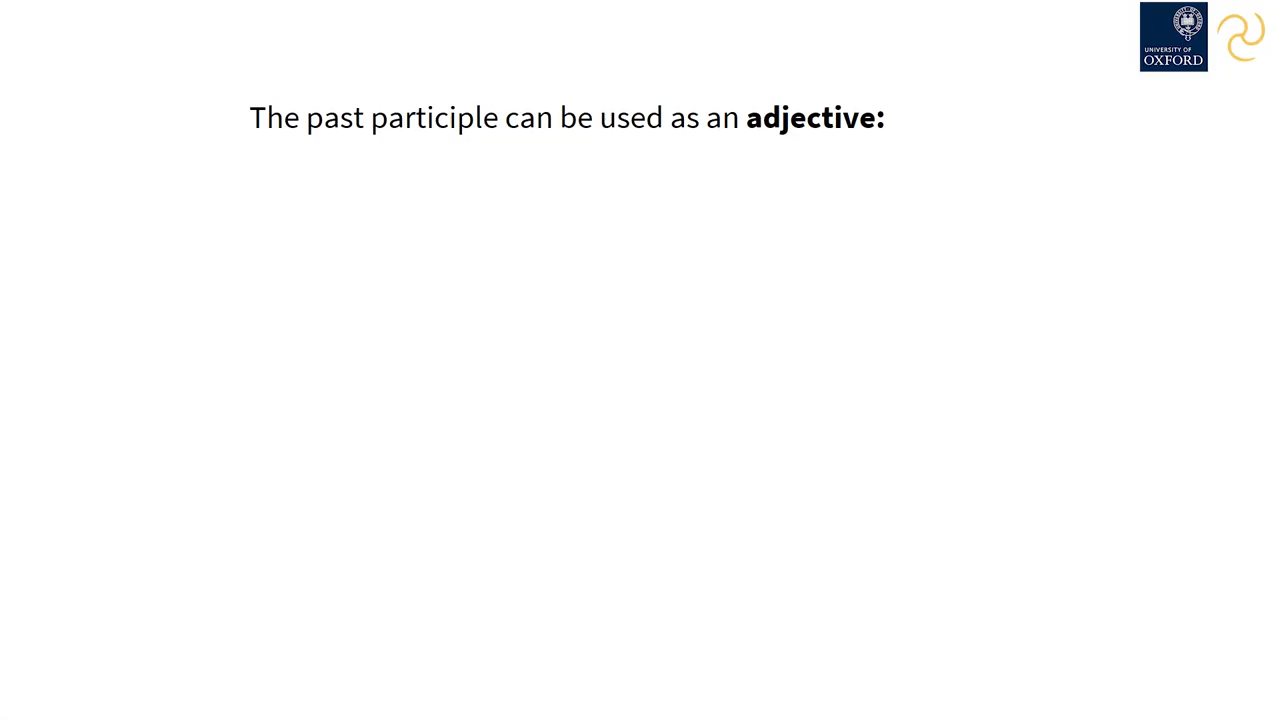 UNIVERSITY OF
OXFORD
The past participle can be used as an adjective: